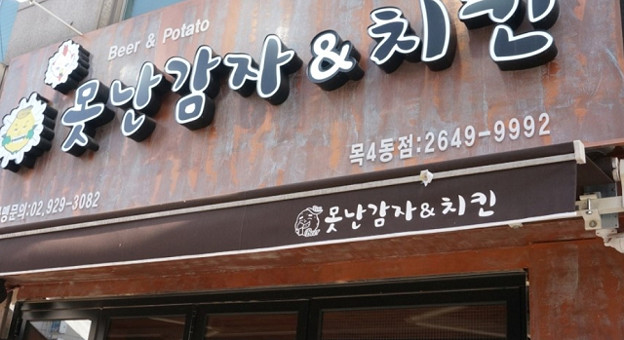 Beer & Potato
못난감자&치킨
목4동점:2649-9992
맹문의:02.929-3082
못난감자&치킨